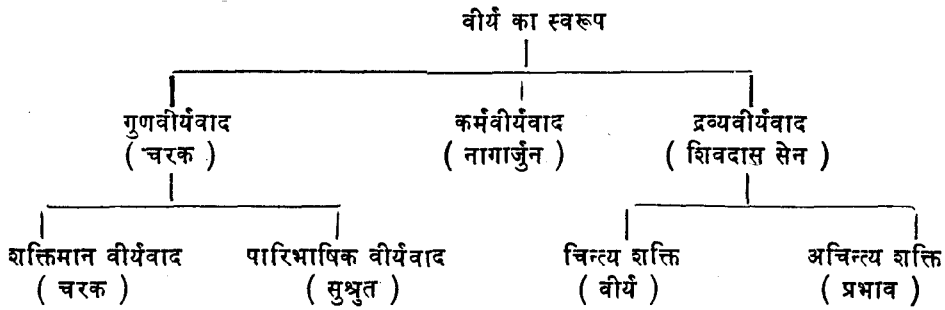 वीर्य का स्वरूप
गुणवीर्यवाद कर्मवीर्यवाद द्रव्यवीर्यवाद
( चरक ) ( नागार्जुन ) ( शिवदास सेन )
शक्तिमान वीर्यवाद पारिभाषिक वीर्यवाद चिन्त्य शक्ति अचिन्त्य शक्ति
( चरक ) ( सुश्रुत ) ( वीर्य ) ( प्रभाव )